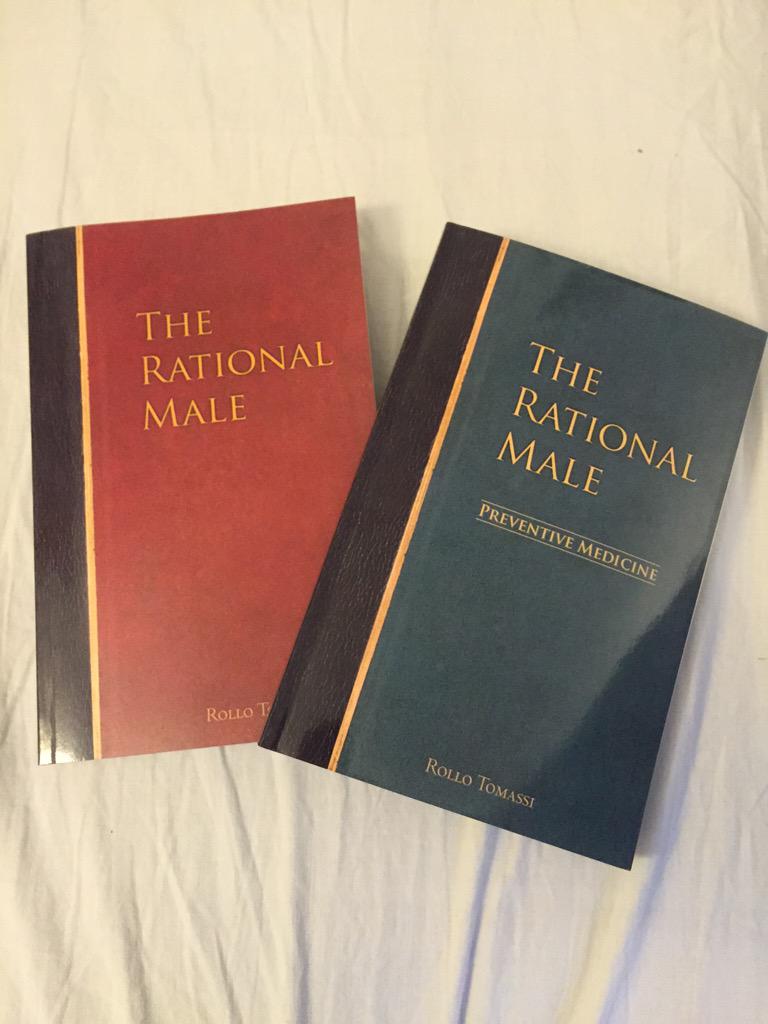 THE
RATIONAL
MALE
ROLLO
THE
RATIONAL
MALE
PREVENTIVE MEDICINE
ROLLO TOMASSI